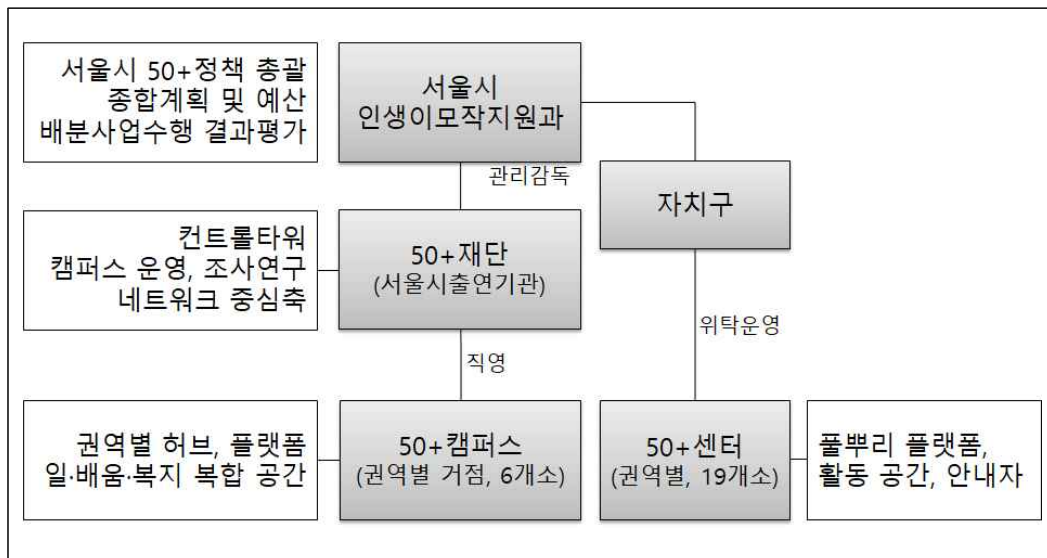 서울시 50+정책 총괄
종합계획 및 예산
배분사업수행 결과평가
서울시
인생이모작지원과
관리감독
자치구
컨트롤타워
캠퍼스 운영, 조사연구
네트워크 중심축
50+재단
(서울시출연기관)
위탁운영
직영
권역별 허브, 플랫폼
일·배움·복지 복합 공간
50+캠퍼스
(권역별 거점, 6개소)
50+센터
(권역별, 19개소)
풀뿌리 플랫폼,
활동 공간, 안내자